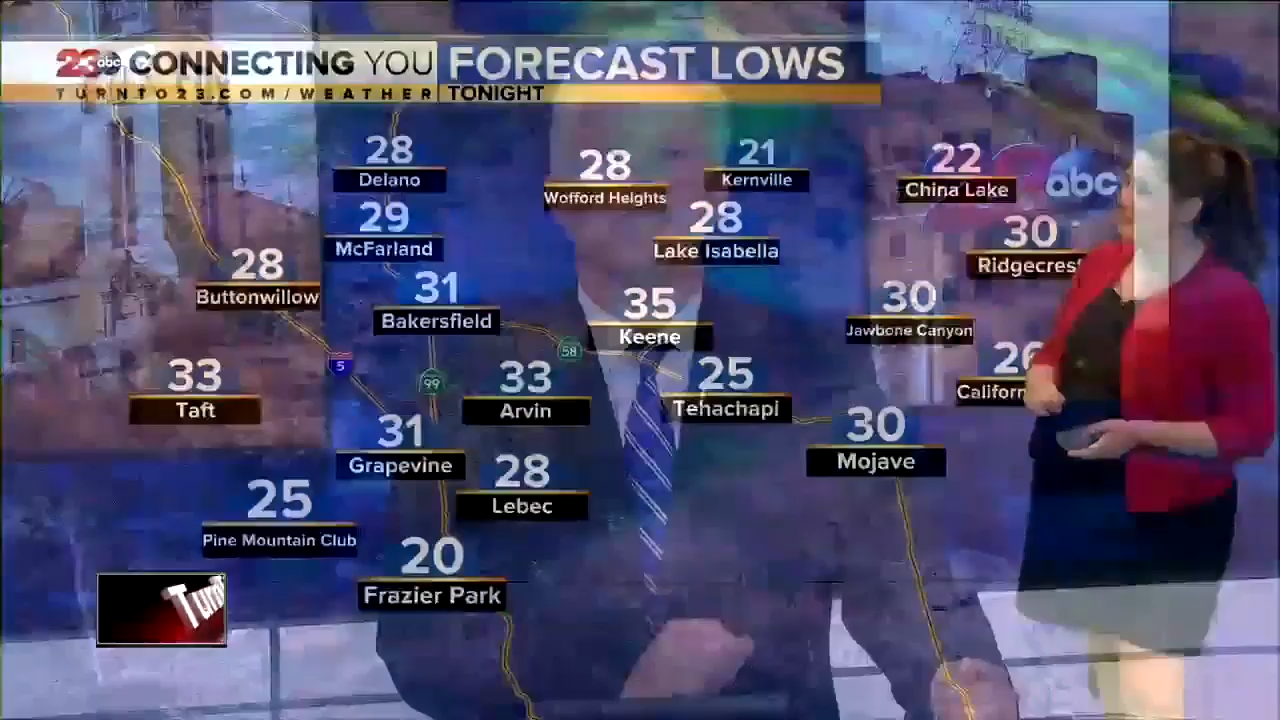 23 abc CONNECTING YOU
TURNTO23.COM/WEATHER
FORECAST LOWS
TONIGHT
28
Delano
28
Wofford Heights
21
Kernville
22
China Lake
abc
29
McFarland
28
Lake Isabella
30
Ridgecrest
28
Buttonwillow
31
Bakersfield
35
Keene
30
Jawbone Canyon
58
5
99
33
Taft
33
Arvin
25
Tehachapi
26
Californ
31
Grapevine
28
Lebec
30
Mojave
25
Pine Mountain Club
20
Frazier Park
Turn